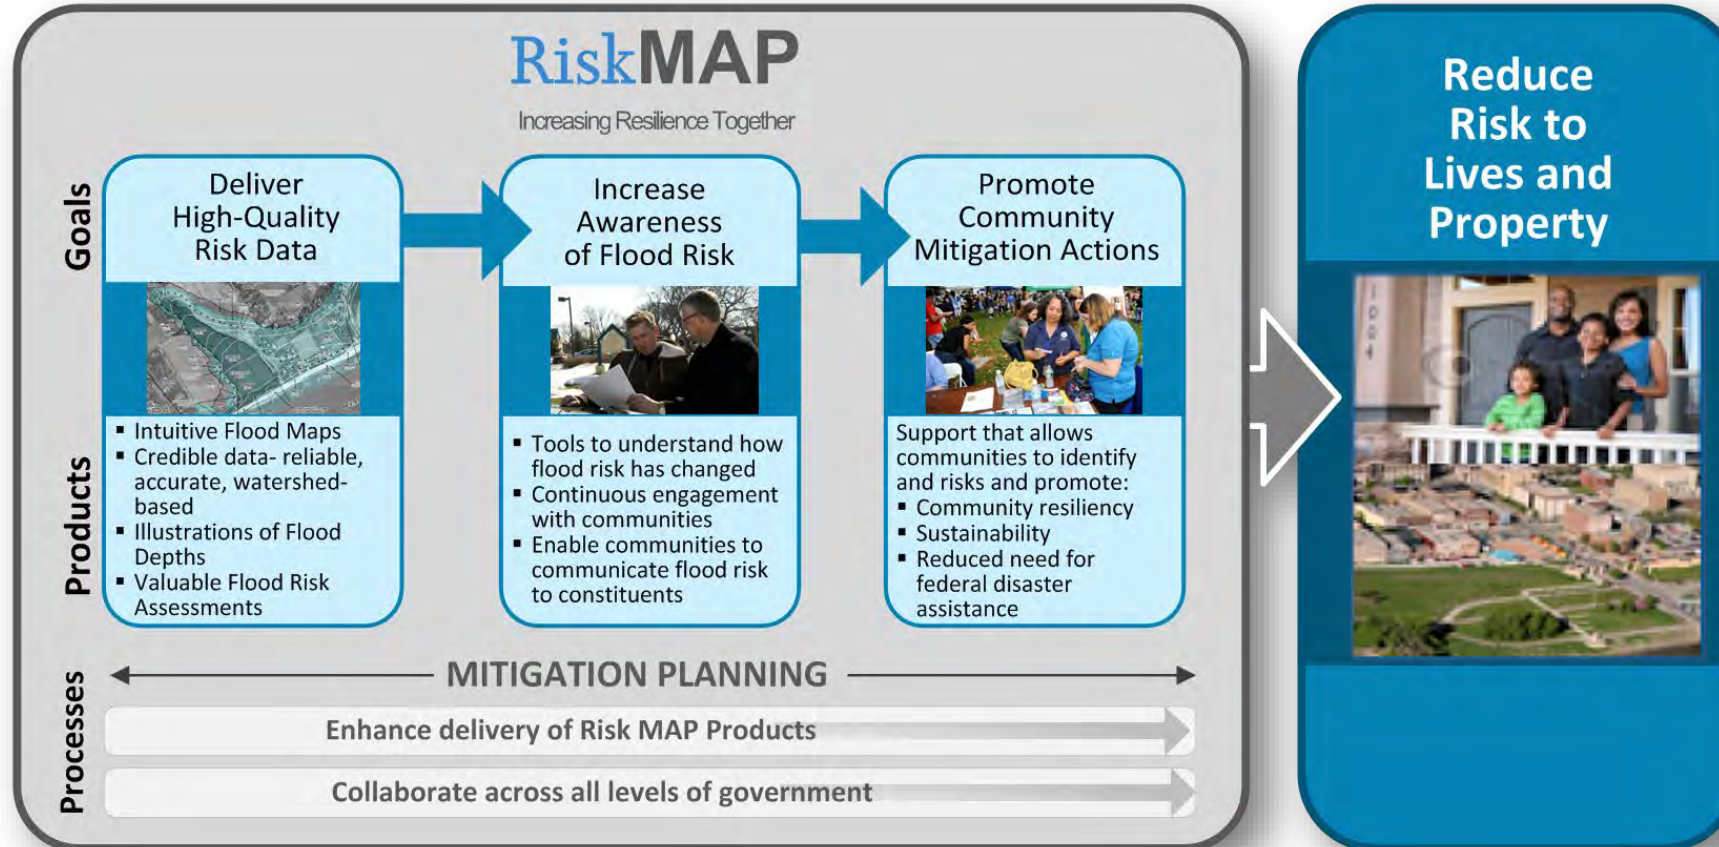 RiskMAP
Increasing Resilience Together
Goals
Deliver
High-Quality
Risk Data
Increase
Awareness
of Flood Risk
Promote
Community
Mitigation Actions
Products
▪ Intuitive Flood Maps
▪ Credible data- reliable,
accurate, watershed-
based
▪ Illustrations of Flood
Depths
▪ Valuable Flood Risk
Assessments
▪ Tools to understand how
flood risk has changed
▪ Continuous engagement
with communities
▪ Enable communities to
communicate flood risk
to constituents
Support that allows
communities to identify
and risks and promote:
▪ Community resiliency
▪ Sustainability
▪ Reduced need for
federal disaster
assistance
Processes
MITIGATION PLANNING
Enhance delivery of Risk MAP Products
Collaborate across all levels of government
Reduce
Risk to
Lives and
Property
1004